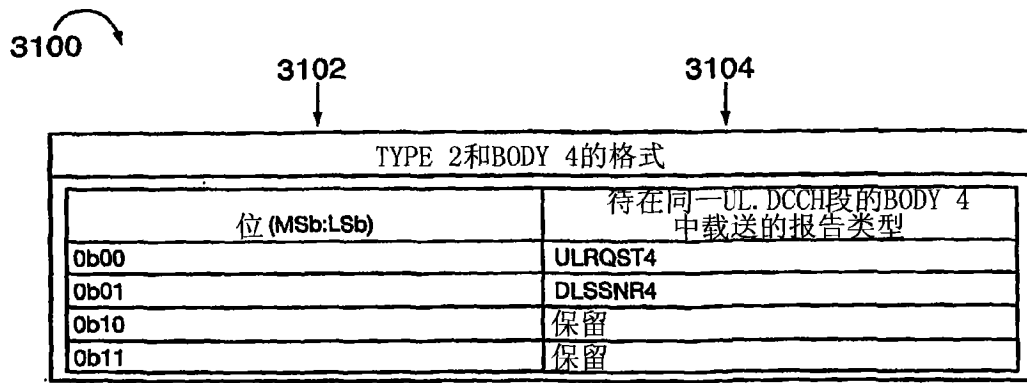 3100
3102 3104
TYPE 2和BODY 4的格式
位(MSb:LSb) 待在同一UL.DCCH段的BODY 4
中载送的报告类型
0b00 ULRQST4
0b01 DLSSNR4
0b10 保留
0b11 保留